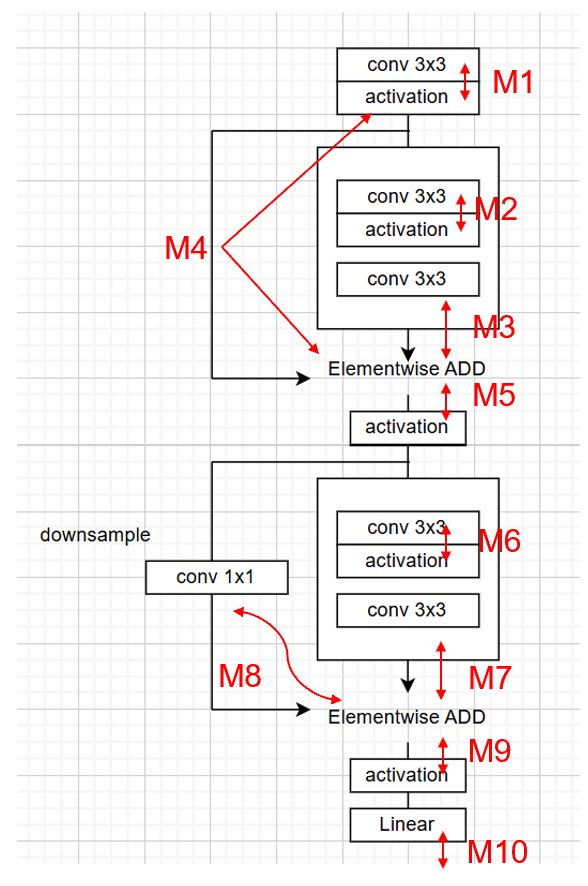 conv 3x3
M1
activation
conv 3x3
M2
activation
M4
conv 3x3
M3
Elementwise ADD
M5
activation
conv 3x3
downsample
M6
activation
conv 1x1
conv 3x3
M8
M7
Elementwise ADD
M9
activation
Linear
M10